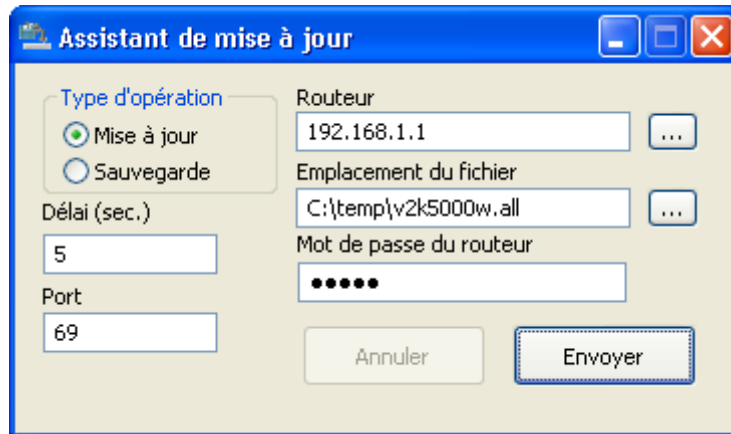 Assistant de mise à jour
Type d'opération
Mise à jour
Sauvegarde
Délai (sec.)
5
Port
69
Routeur
192.168.1.1
...
Emplacement du fichier
C:\temp\v2k5000w.all
...
Mot de passe du routeur
●●●●●
Annuler
Envoyer